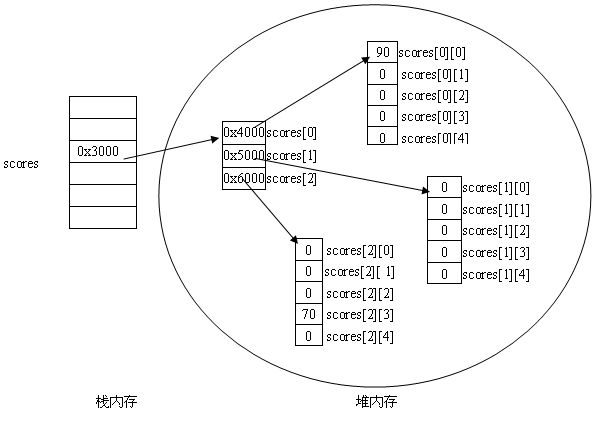 scores
0x3000
0x4000 scores[0]
0x5000 scores[1]
0x6000 scores[2]
90 scores[0][0]
0 scores[0][1]
0 scores[0][2]
0 scores[0][3]
0 scores[0][4]
0 scores[1][0]
0 scores[1][1]
0 scores[1][2]
0 scores[1][3]
0 scores[1][4]
0 scores[2][0]
0 scores[2][ 1]
0 scores[2][2]
70 scores[2][3]
0 scores[2][4]
栈内存
堆内存